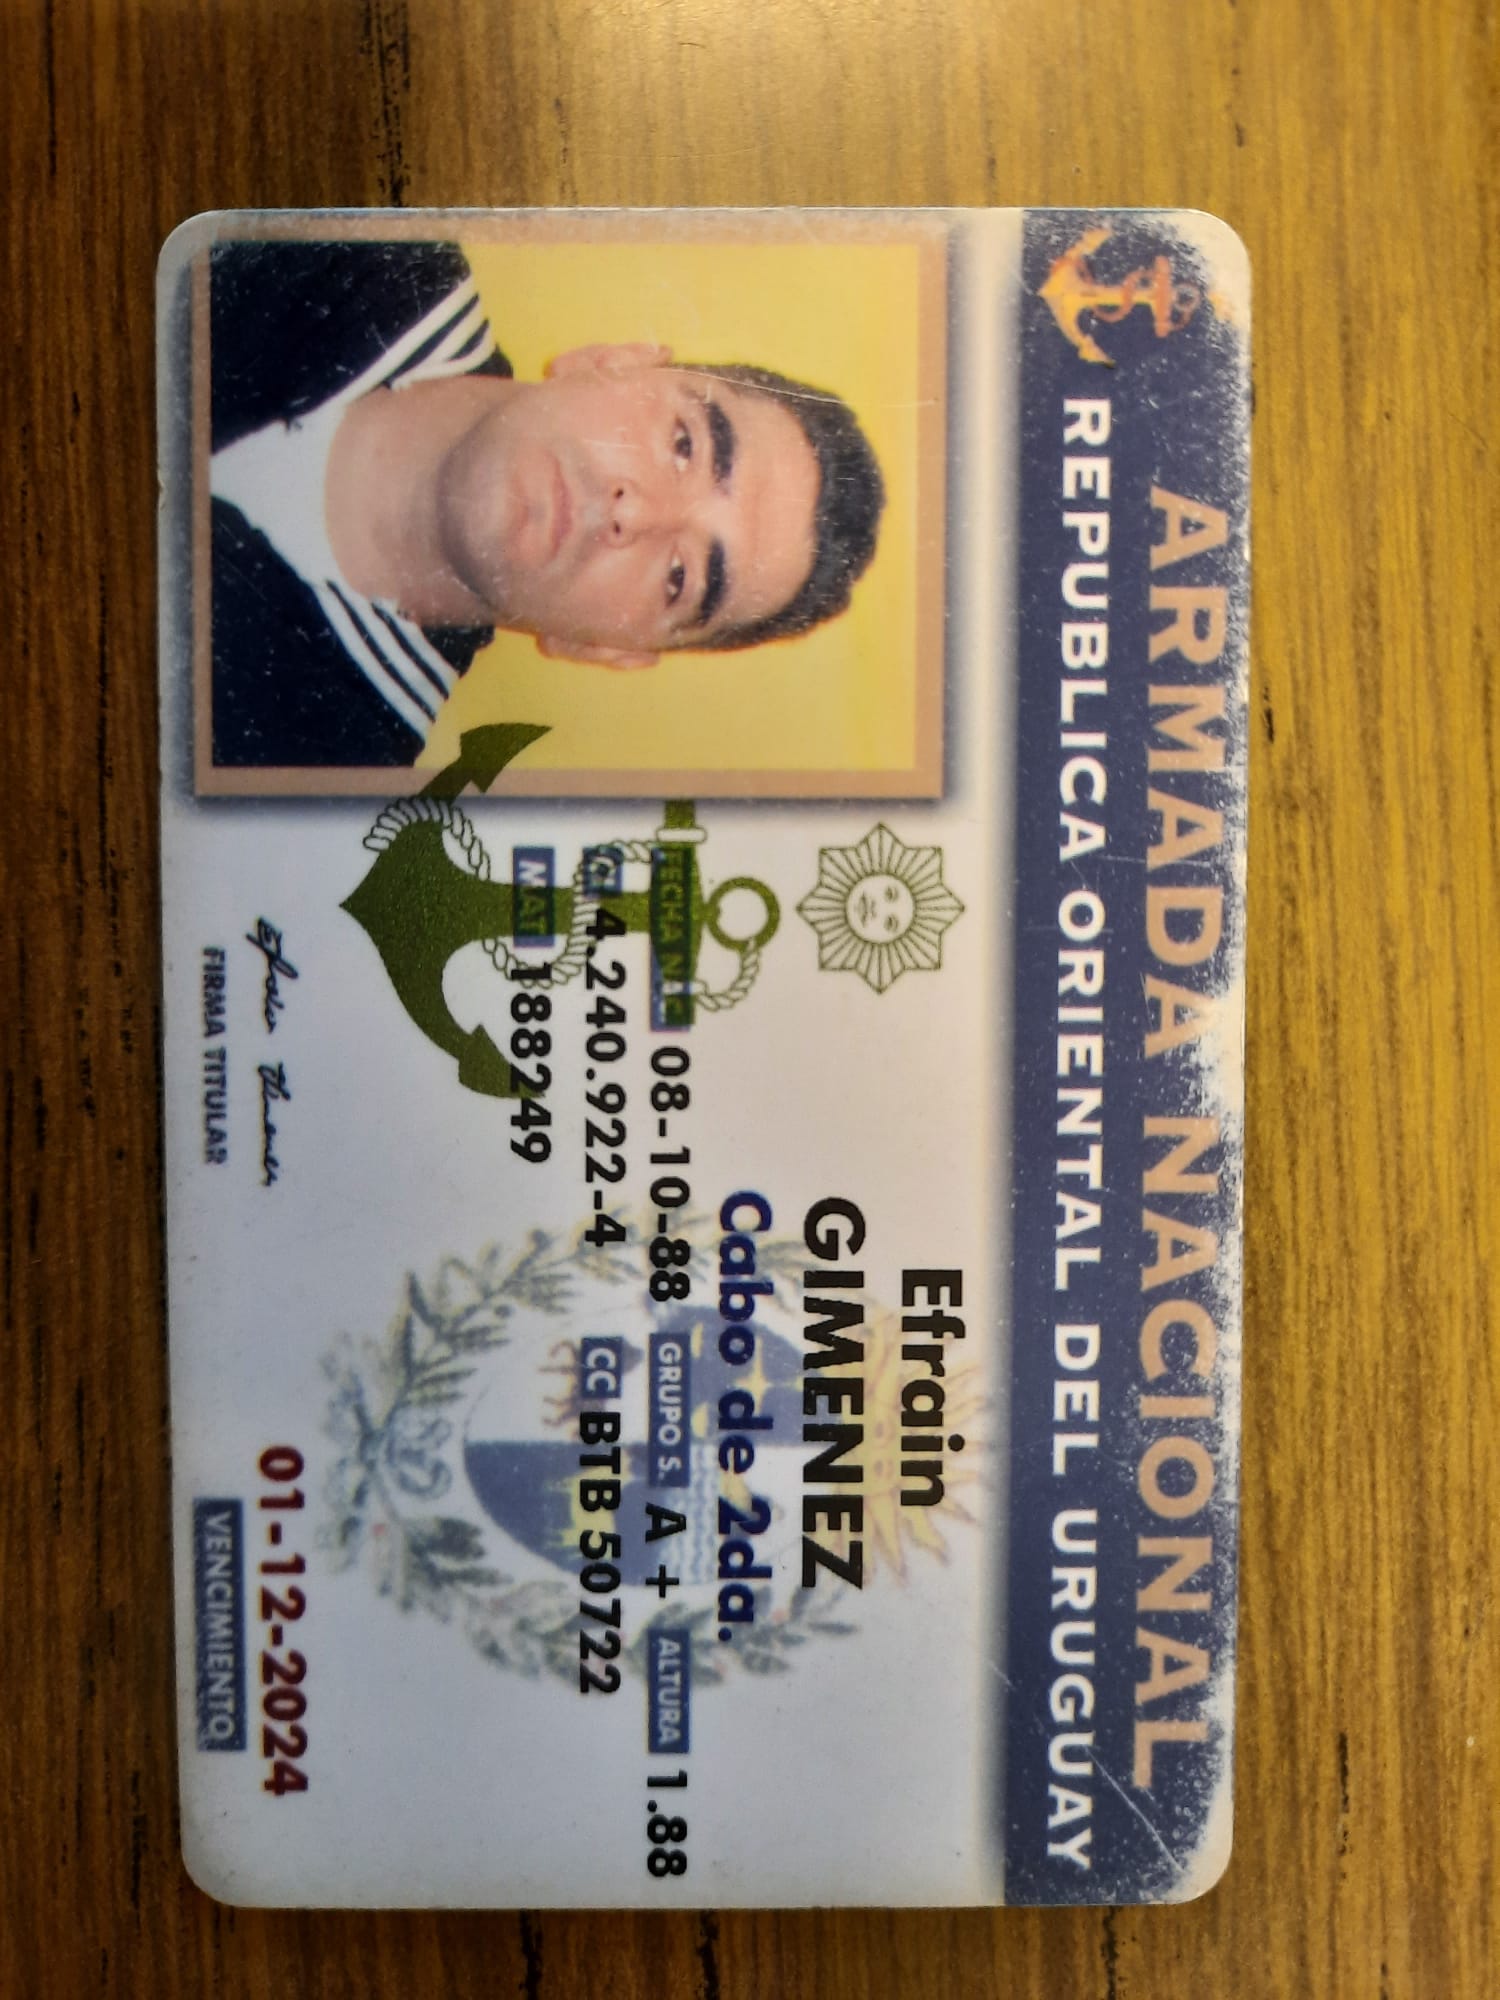 ARMADA NACIONAL
REPUBLICA ORIENTAL DEL URUGUAY
Efrain
GIMENEZ
Cabo de 2da.
FECHA NAC. 08-10-88 GRUPO S. A + ALTURA 1.88
CI 4.240.922-4 CC BTB 50722
MAT 188249
Efrain Gimenez
FIRMA TITULAR
01-12-2024
VENCIMIENTO